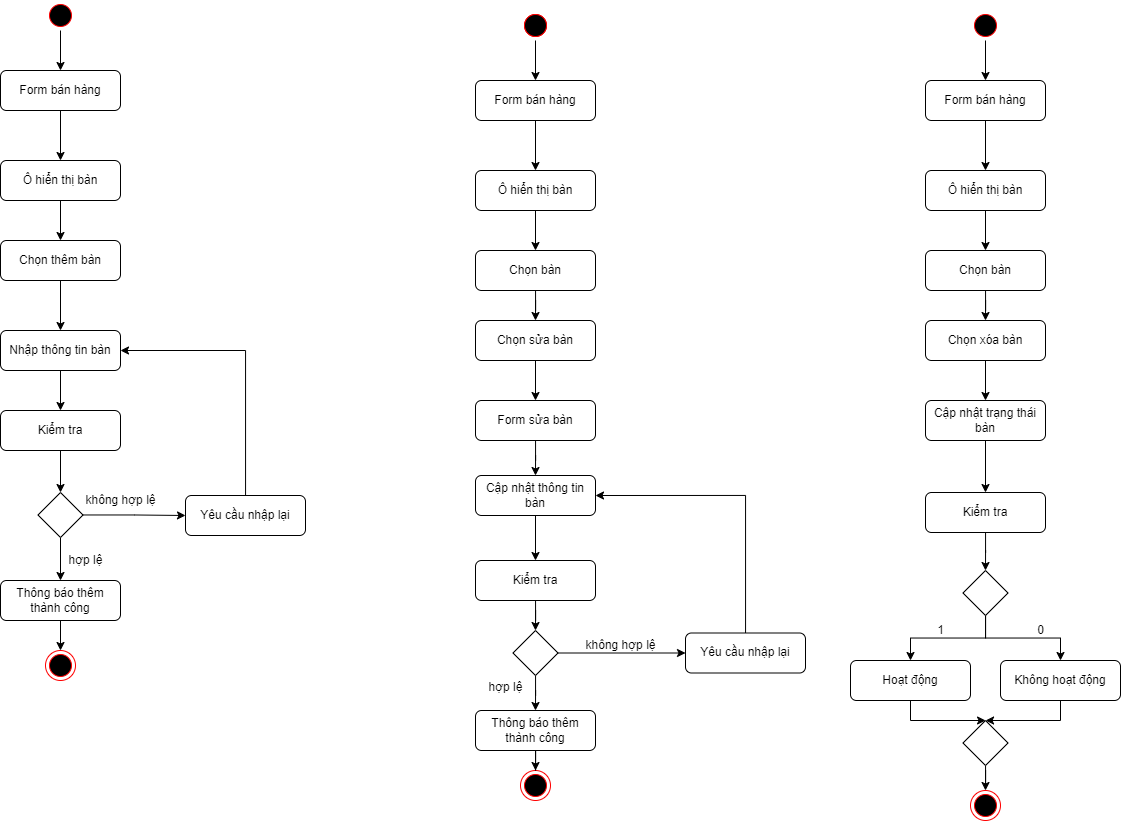 Form bán hàng
Ô hiển thị bàn
Chọn thêm bàn
Nhập thông tin bàn
Kiểm tra
không hợp lệ
Yêu cầu nhập lại
hợp lệ
Thông báo thêm
thành công
Form bán hàng
Ô hiển thị bàn
Chọn bàn
Chọn sửa bàn
Form sửa bàn
Cập nhật thông tin
bàn
Kiểm tra
không hợp lệ
Yêu cầu nhập lại
hợp lệ
Thông báo thêm
thành công
Form bán hàng
Ô hiển thị bàn
Chọn bàn
Chọn xóa bàn
Cập nhật trạng thái
bàn
Kiểm tra
1
0
Hoạt động
Không hoạt động